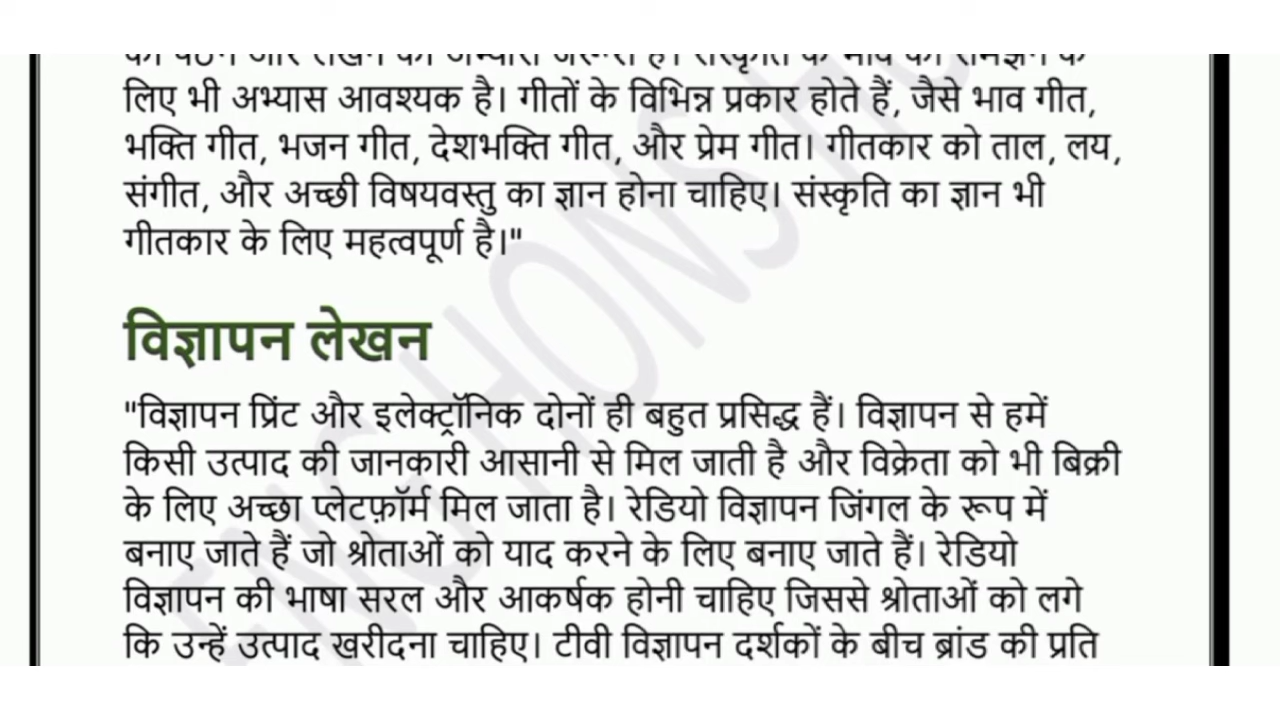 लिए भी अभ्यास आवश्यक है। गीतों के विभिन्न प्रकार होते हैं, जैसे भाव गीत,
भक्ति गीत, भजन गीत, देशभक्ति गीत, और प्रेम गीत। गीतकार को ताल, लय,
संगीत, और अच्छी विषयवस्तु का ज्ञान होना चाहिए। संस्कृति का ज्ञान भी
गीतकार के लिए महत्वपूर्ण है।"
विज्ञापन लेखन
"विज्ञापन प्रिंट और इलेक्ट्रॉनिक दोनों ही बहुत प्रसिद्ध हैं। विज्ञापन से हमें
किसी उत्पाद की जानकारी आसानी से मिल जाती है और विक्रेता को भी बिक्री
के लिए अच्छा प्लेटफ़ॉर्म मिल जाता है। रेडियो विज्ञापन जिंगल के रूप में
बनाए जाते हैं जो श्रोताओं को याद करने के लिए बनाए जाते हैं। रेडियो
विज्ञापन की भाषा सरल और आकर्षक होनी चाहिए जिससे श्रोताओं को लगे
कि उन्हें उत्पाद खरीदना चाहिए। टीवी विज्ञापन दर्शकों के बीच ब्रांड की प्रति
ENG HONS